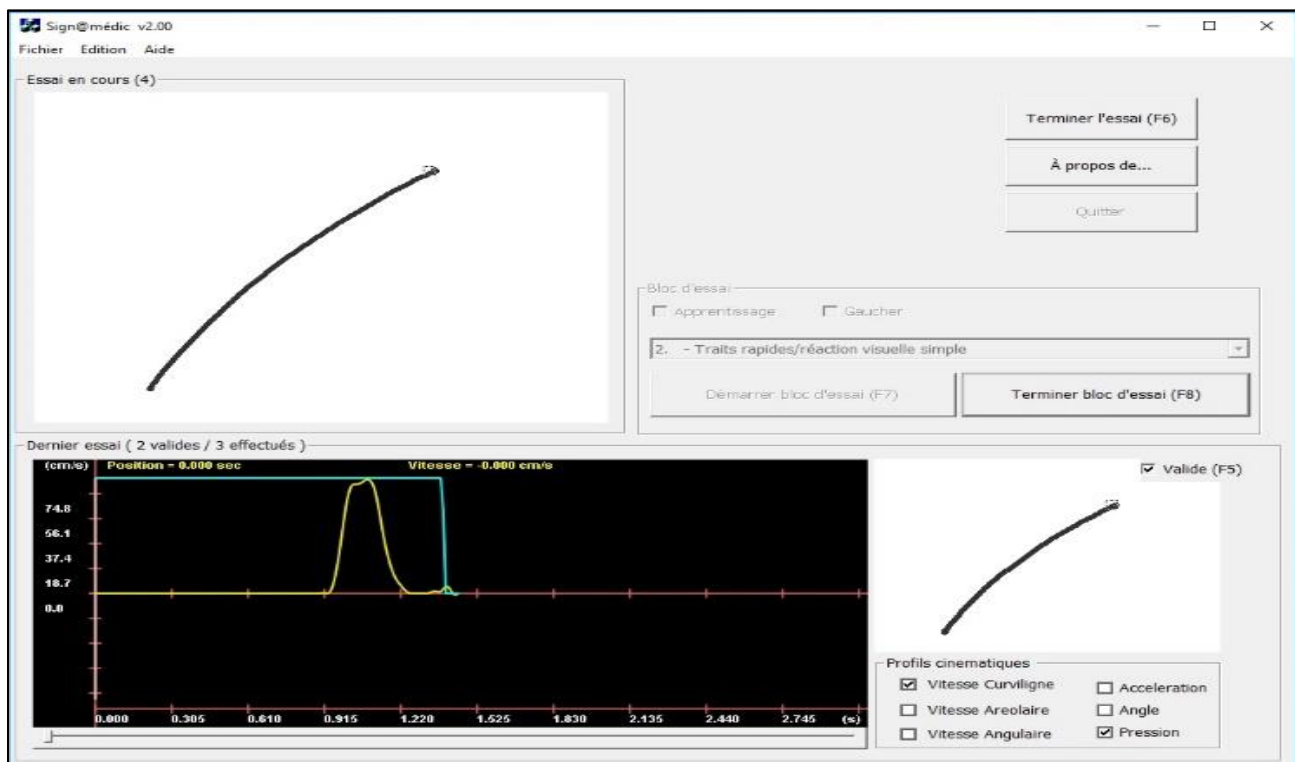 Sign@médic v2.00
Fichier Edition Aide
Essai en cours (4)
Terminer l'essai (F6)
À propos de...
Quitter
Bloc d'essai
Apprentissage Gaucher
2. - Traits rapides/réaction visuelle simple
Démarrer bloc d'essai (F7) Terminer bloc d'essai (F8)
Dernier essai ( 2 valides / 3 effectués )
(cm/s) Position = 0.000 sec Vitesse = -0.000 cm/s
74.8
56.1
37.4
18.7
0.0
0.000 0.305 0.610 0.915 1.220 1.525 1.830 2.135 2.440 2.745 (s)
Valide (F5)
Profils cinematiques
Vitesse Curviligne Acceleration
Vitesse Areolaire Angle
Vitesse Angulaire Pression